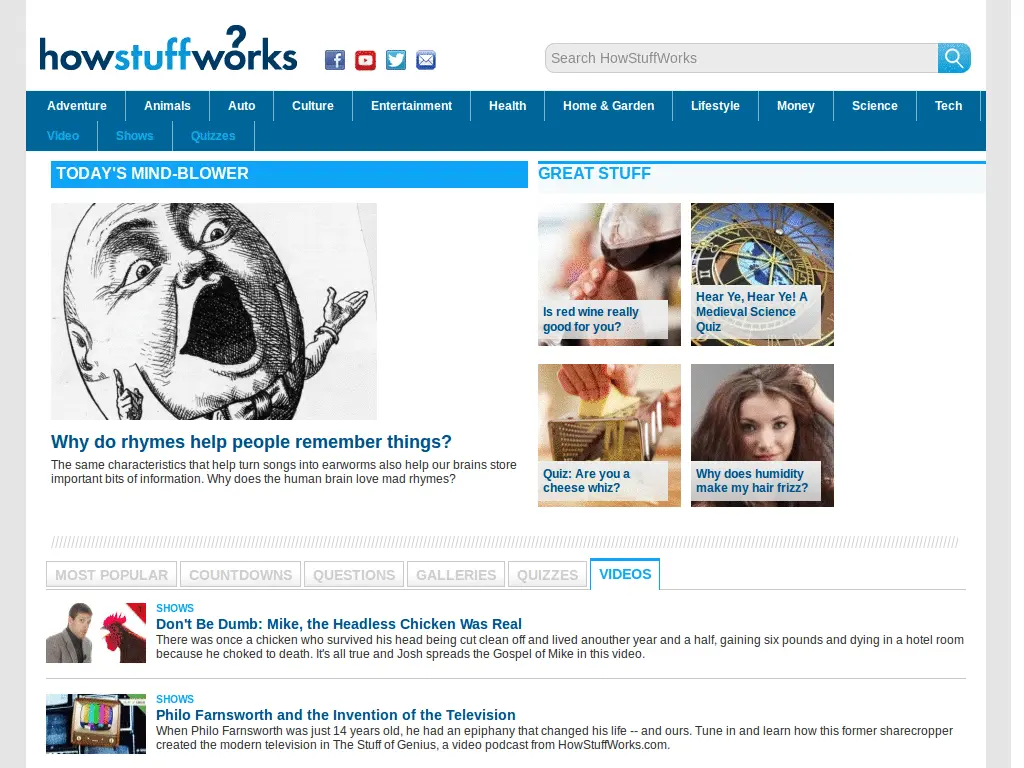 howstuffworks
Search HowStuffWorks
Adventure Animals Auto Culture Entertainment Health Home & Garden Lifestyle Money Science Tech
Video Shows Quizzes
TODAY'S MIND-BLOWER
Why do rhymes help people remember things?
The same characteristics that help turn songs into earworms also help our brains store
important bits of information. Why does the human brain love mad rhymes?
GREAT STUFF
Is red wine really
good for you?
Hear Ye, Hear Ye! A
Medieval Science
Quiz
Quiz: Are you a
cheese whiz?
Why does humidity
make my hair frizz?
MOST POPULAR COUNTDOWNS QUESTIONS GALLERIES QUIZZES VIDEOS
SHOWS
Don't Be Dumb: Mike, the Headless Chicken Was Real
There was once a chicken who survived his head being cut clean off and lived anouther year and a half, gaining six pounds and dying in a hotel room
because he choked to death. It's all true and Josh spreads the Gospel of Mike in this video.
SHOWS
Philo Farnsworth and the Invention of the Television
When Philo Farnsworth was just 14 years old, he had an epiphany that changed his life -- and ours. Tune in and learn how this former sharecropper
created the modern television in The Stuff of Genius, a video podcast from HowStuffWorks.com.